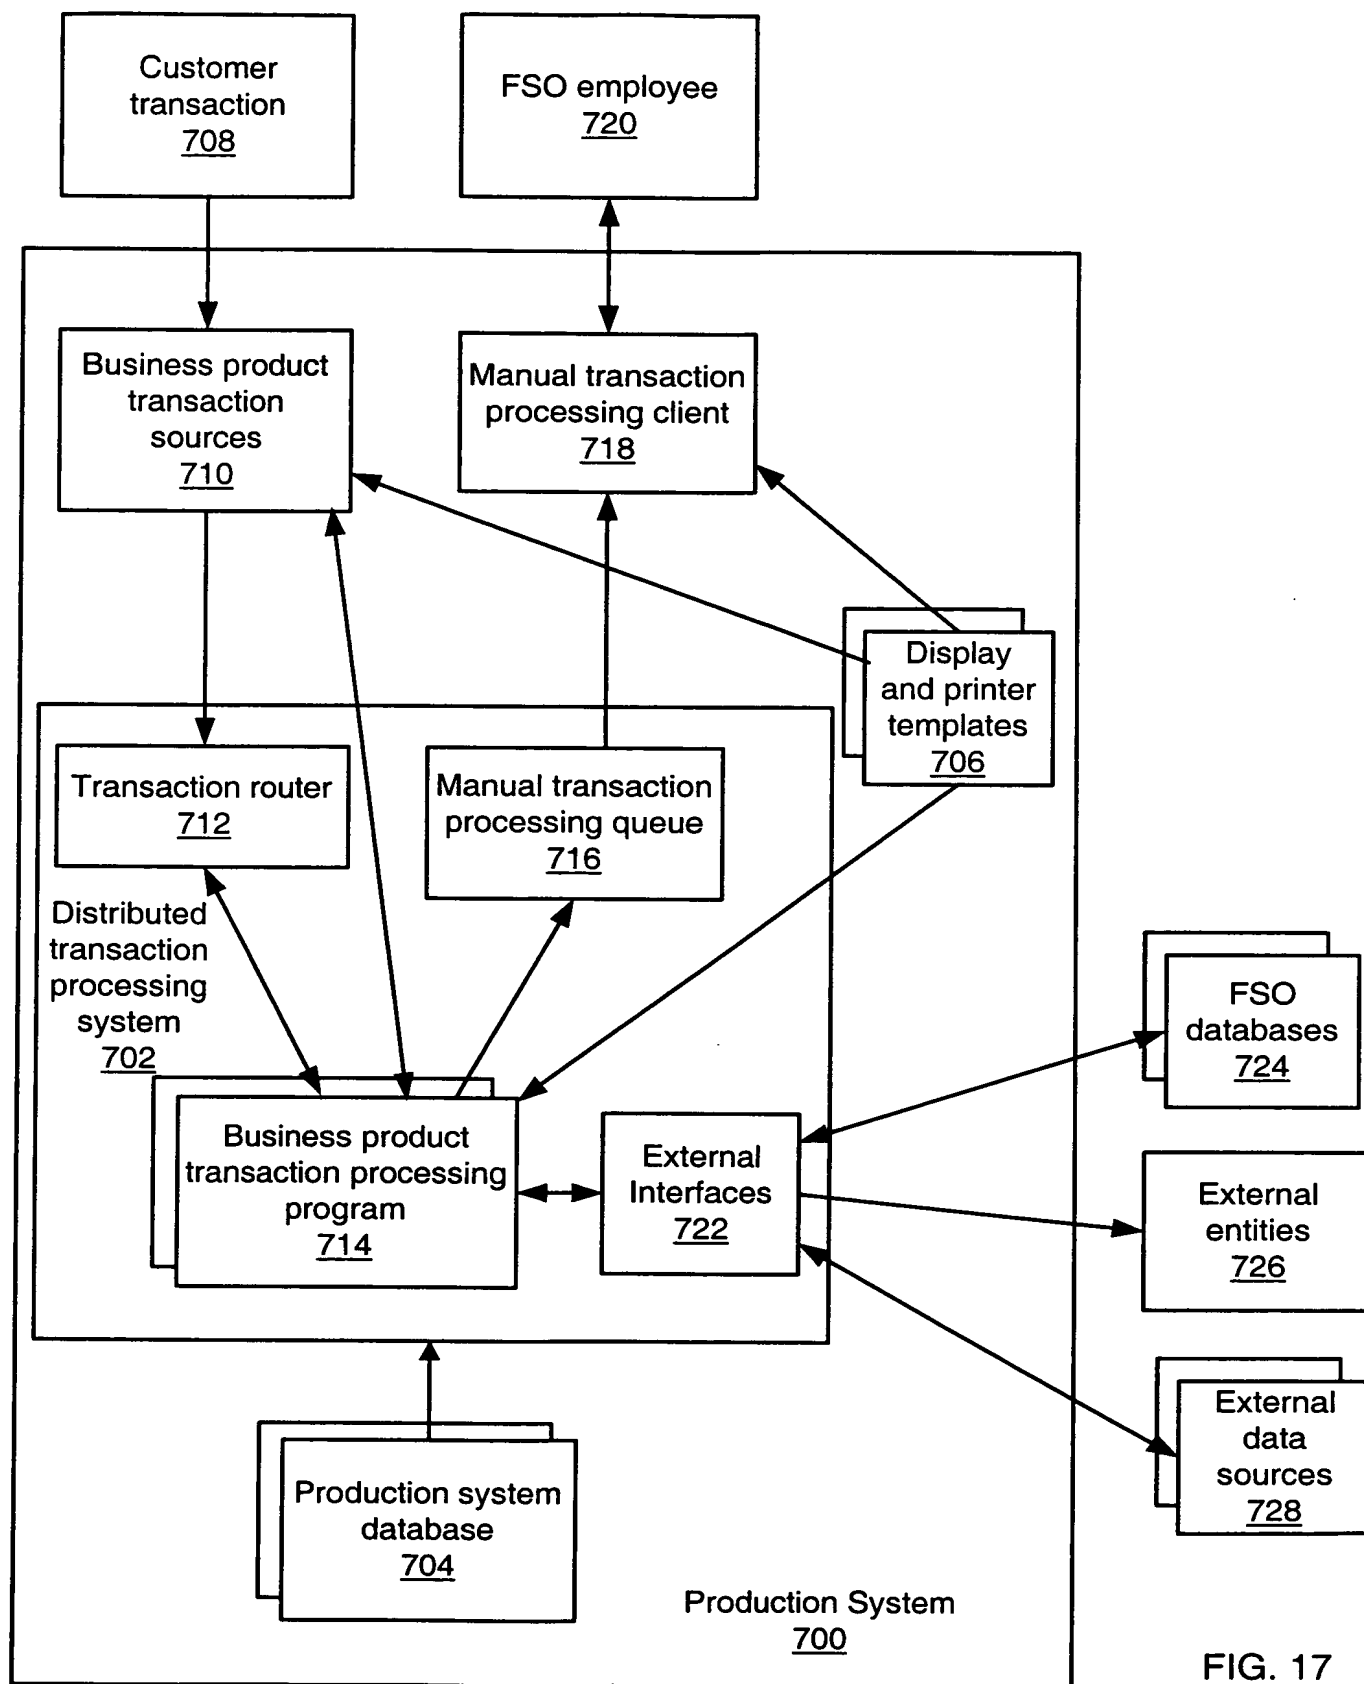 Customer
transaction
708
FSO employee
720
Business product
transaction
sources
710
Manual transaction
processing client
718
Display
and printer
templates
706
Transaction router
712
Manual transaction
processing queue
716
Distributed
transaction
processing
system
702
Business product
transaction processing
program
714
External
Interfaces
722
FSO
databases
724
External
entities
726
External
data
sources
728
Production system
database
704
Production System
700
FIG. 17